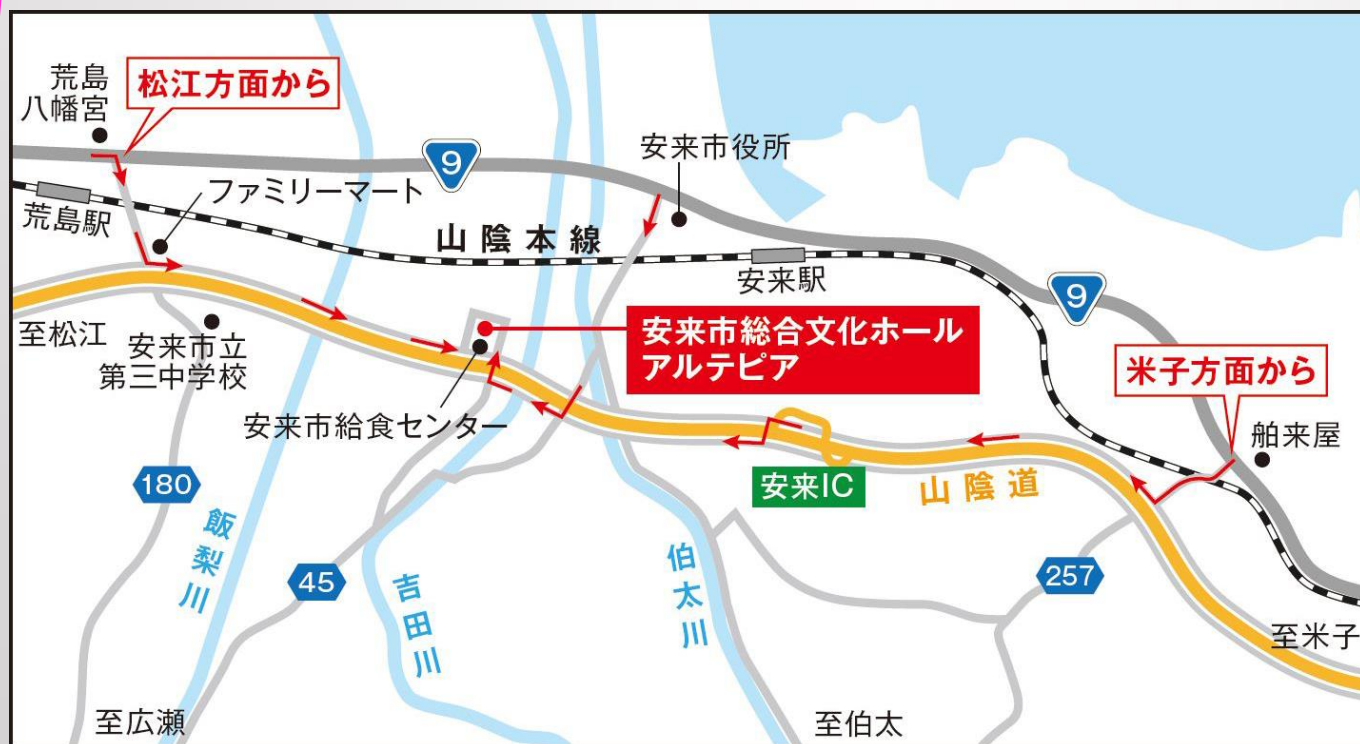 荒島
八幡宮
松江方面から
9
安来市役所
ファミリーマート
荒島駅
山陰本線
安来駅
9
至松江
安来市立
第三中学校
安来市総合文化ホール
アルテピア
米子方面から
安来市給食センター
舶来屋
180
安来IC
山陰道
飯梨川
45
吉田川
伯太川
257
至米子
至広瀬
至伯太